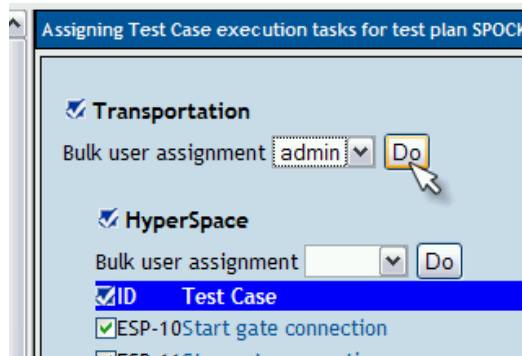 Assigning Test Case execution tasks for test plan SPOCK
Transportation
Bulk user assignment admin Do
HyperSpace
Bulk user assignment Do
ID Test Case
ESP-10Start gate connection